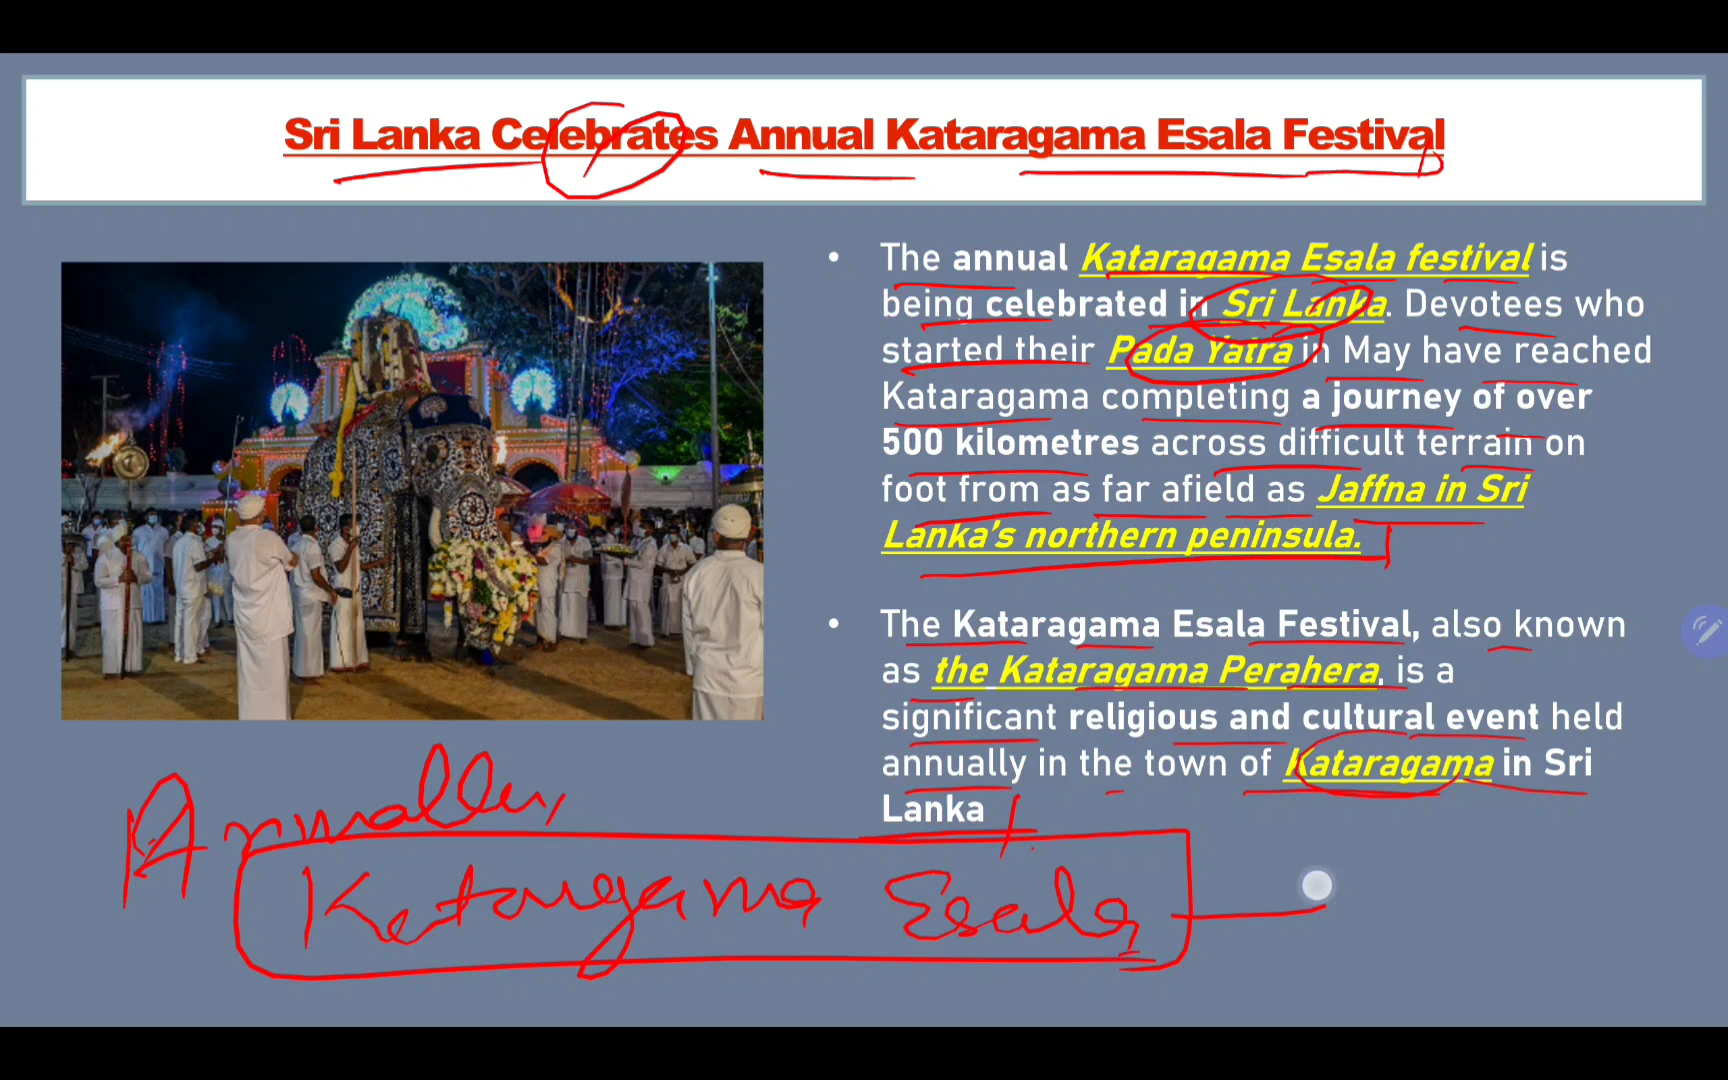 Sri Lanka Celebrates Annual Kataragama Esala Festival
• The annual Kataragama Esala festival is
being celebrated in Sri Lanka. Devotees who
started their Pada Yatra in May have reached
Kataragama completing a journey of over
500 kilometres across difficult terrain on
foot from as far afield as Jaffna in Sri
Lanka's northern peninsula.
• The Kataragama Esala Festival, also known
as the Kataragama Perahera, is a
significant religious and cultural event held
annually in the town of Kataragama in Sri
Lanka
Annually
Katargama Esala